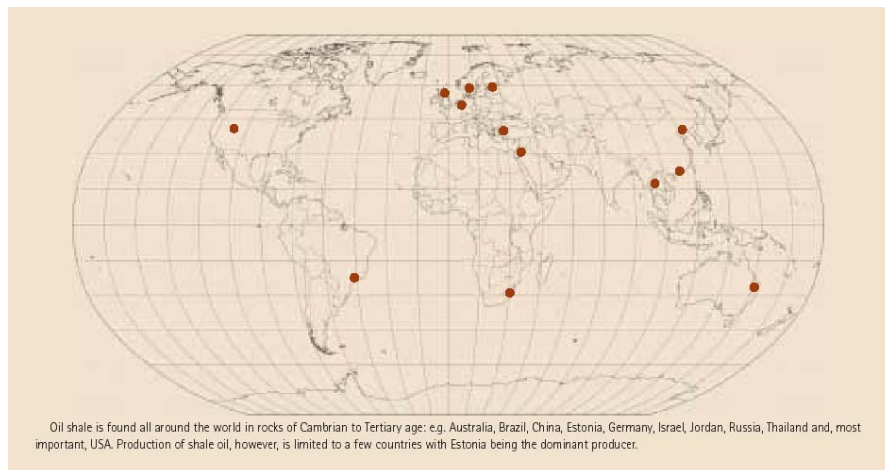 Oil shale is found all around the world in rocks of Cambrian to Tertiary age: e.g. Australia, Brazil, China, Estonia, Germany, Israel, Jordan, Russia, Thailand and, most
important, USA. Production of shale oil, however, is limited to a few countries with Estonia being the dominant producer.